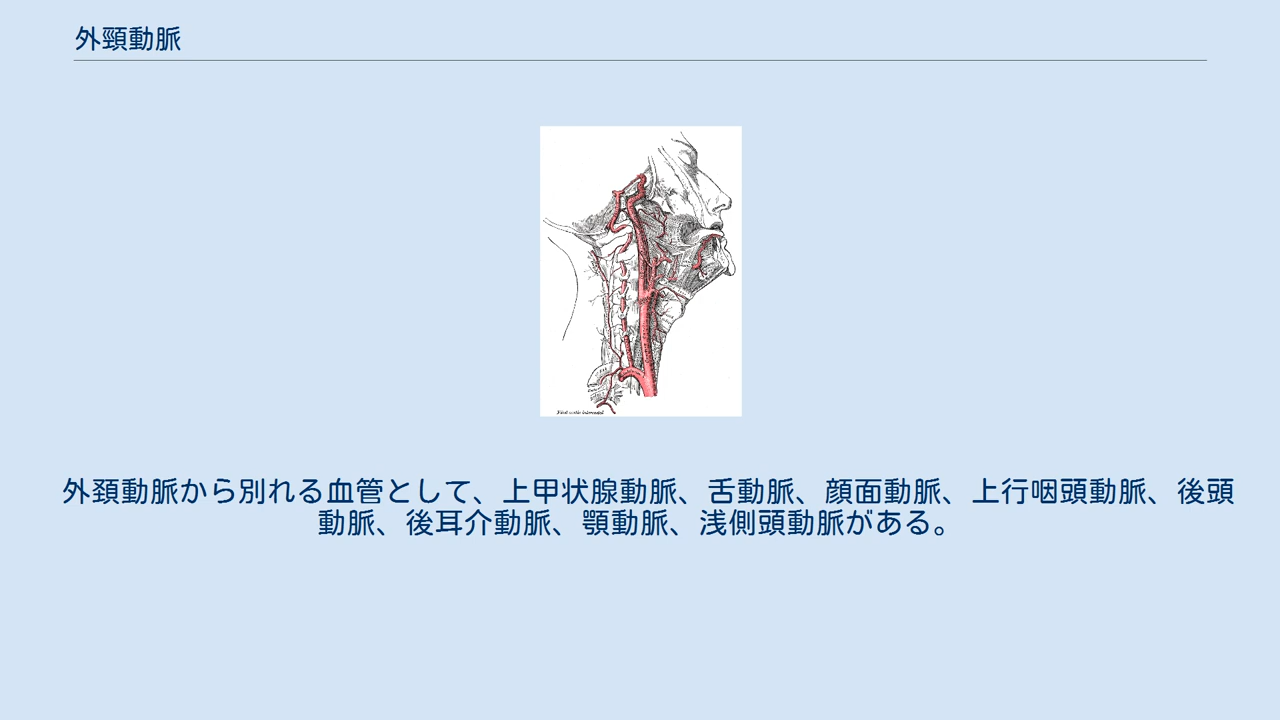 外頸動脈
外頚動脈から別れる血管として、上甲状腺動脈、舌動脈、顔面動脈、上行咽頭動脈、後頭
動脈、後耳介動脈、顎動脈、浅側頭動脈がある。